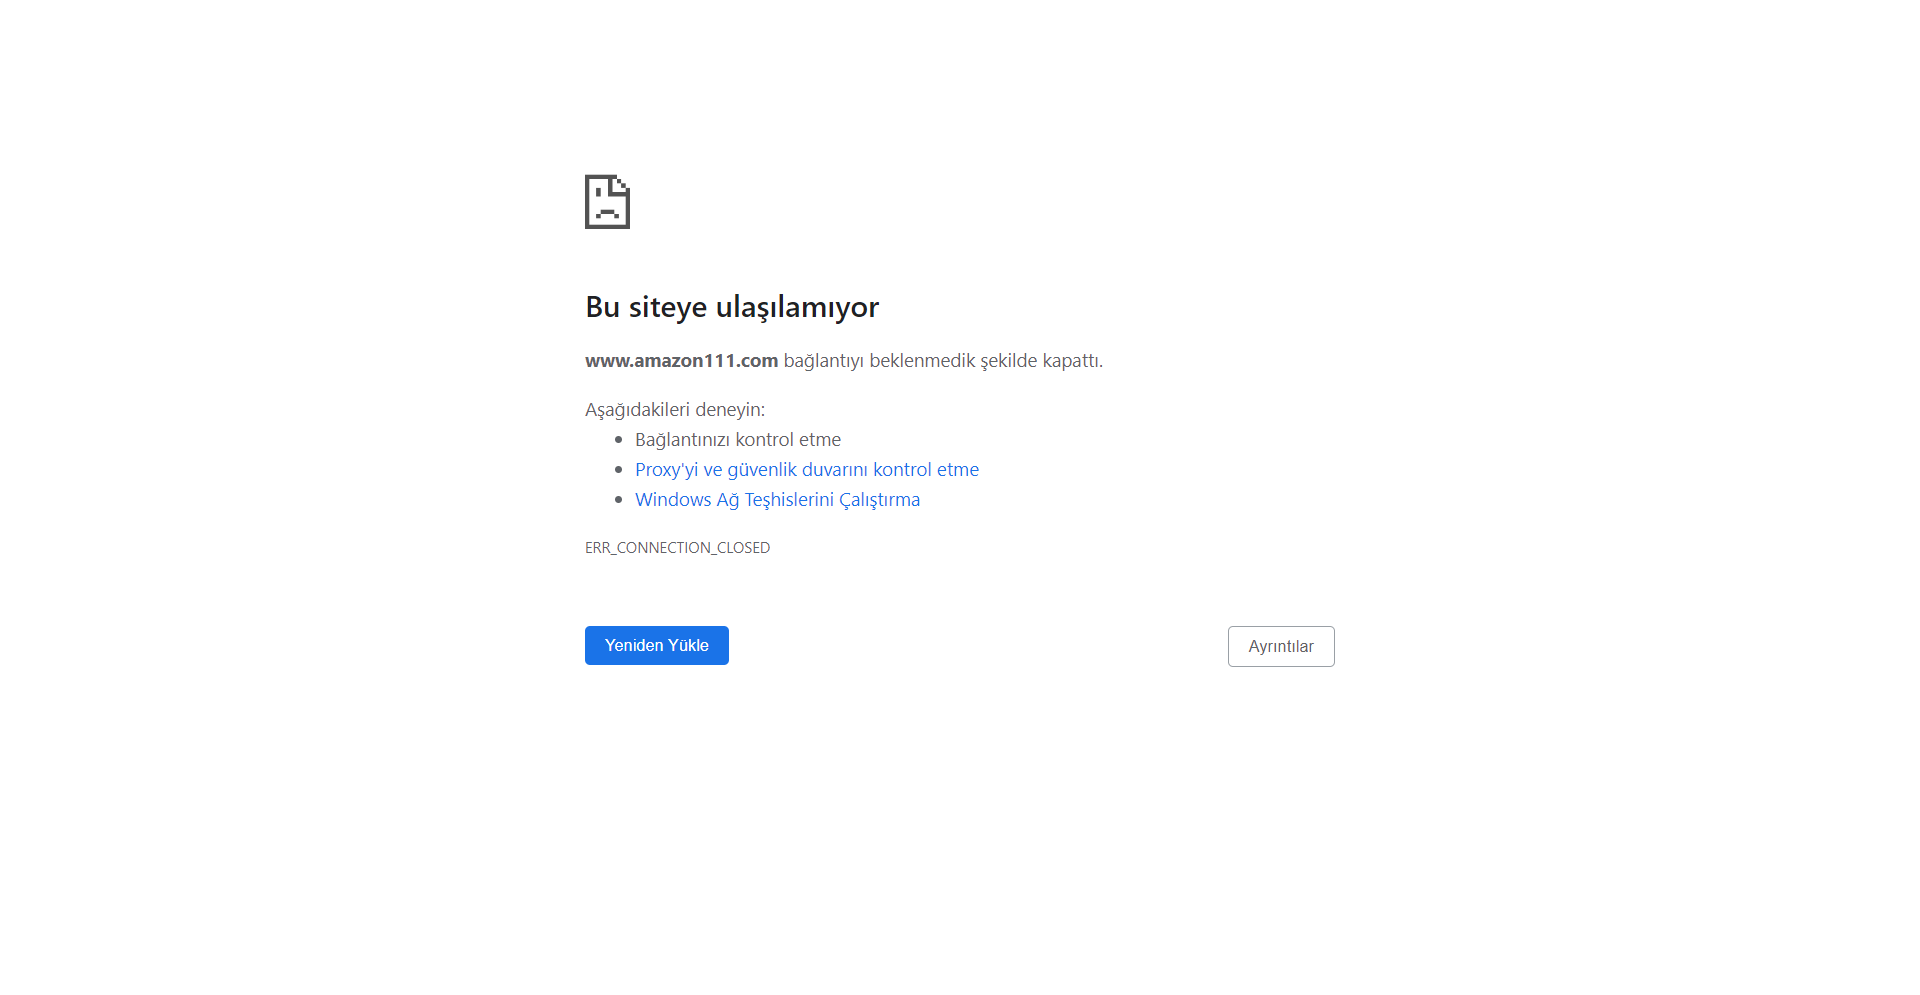 Bu siteye ulaşılamıyor
www.amazon111.com bağlantıyı beklenmedik şekilde kapattı.
Aşağıdakileri deneyin:
Bağlantınızı kontrol etme
Proxy'yi ve güvenlik duvarını kontrol etme
Windows Ağ Teşhislerini Çalıştırma
ERR_CONNECTION_CLOSED
Yeniden Yükle
Ayrıntılar